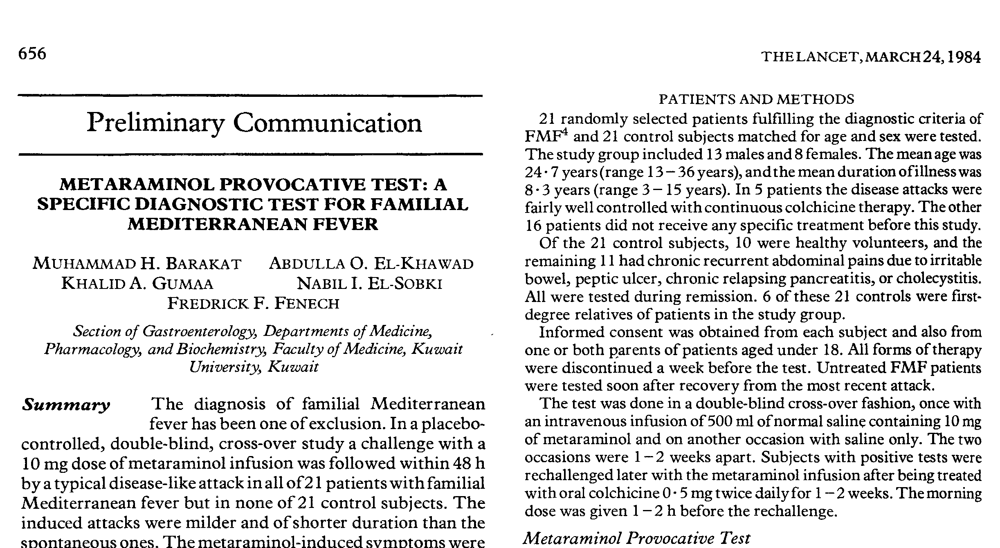 656
THE LANCET, MARCH 24, 1984
Preliminary Communication
METARAMINOL PROVOCATIVE TEST: A
SPECIFIC DIAGNOSTIC TEST FOR FAMILIAL
MEDITERRANEAN FEVER
MUHAMMAD H. BARAKAT ABDULLA O. EL-KHAWAD
KHALID A. GUMAA NABIL I. EL-SOBKI
FREDRICK F. FENECH
Section of Gastroenterology, Departments of Medicine,
Pharmacology, and Biochemistry, Faculty of Medicine, Kuwait
University, Kuwait
Summary The diagnosis of familial Mediterranean
fever has been one of exclusion. In a placebo-
controlled, double-blind, cross-over study a challenge with a
10 mg dose of metaraminol infusion was followed within 48 h
by a typical disease-like attack in all of 21 patients with familial
Mediterranean fever but in none of 21 control subjects. The
induced attacks were milder and of shorter duration than the
spontaneous ones. The metaraminol-induced symptoms were
PATIENTS AND METHODS
21 randomly selected patients fulfilling the diagnostic criteria of
FMF⁴ and 21 control subjects matched for age and sex were tested.
The study group included 13 males and 8 females. The mean age was
24·7 years (range 13–36 years), and the mean duration of illness was
8·3 years (range 3–15 years). In 5 patients the disease attacks were
fairly well controlled with continuous colchicine therapy. The other
16 patients did not receive any specific treatment before this study.
Of the 21 control subjects, 10 were healthy volunteers, and the
remaining 11 had chronic recurrent abdominal pains due to irritable
bowel, peptic ulcer, chronic relapsing pancreatitis, or cholecystitis.
All were tested during remission. 6 of these 21 controls were first-
degree relatives of patients in the study group.
Informed consent was obtained from each subject and also from
one or both parents of patients aged under 18. All forms of therapy
were discontinued a week before the test. Untreated FMF patients
were tested soon after recovery from the most recent attack.
The test was done in a double-blind cross-over fashion, once with
an intravenous infusion of 500 ml of normal saline containing 10 mg
of metaraminol and on another occasion with saline only. The two
occasions were 1–2 weeks apart. Subjects with positive tests were
rechallenged later with the metaraminol infusion after being treated
with oral colchicine 0·5 mg twice daily for 1–2 weeks. The morning
dose was given 1–2 h before the rechallenge.
Metaraminol Provocative Test